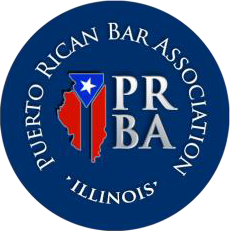 PUERTO RICAN BAR ASSOCIATION
PR
BA
ILLINOIS